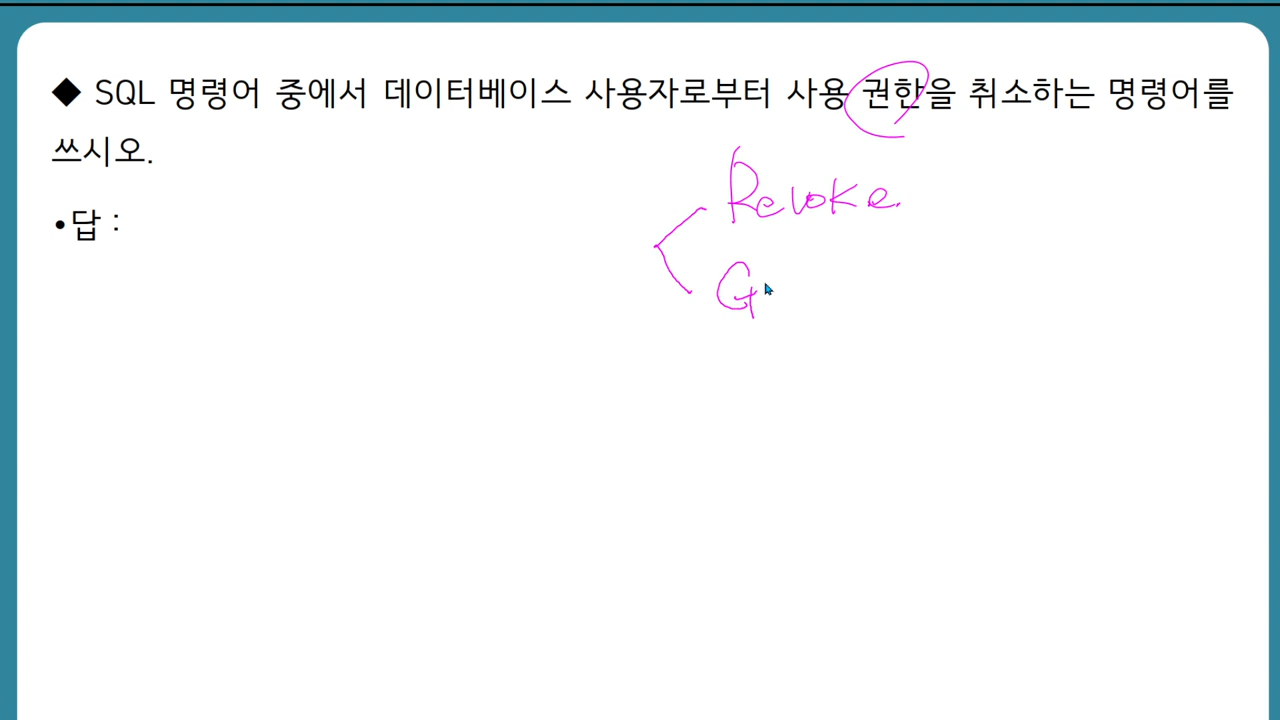 ◆ SQL 명령어 중에서 데이터베이스 사용자로부터 사용 권한을 취소하는 명령어를
쓰시오.
•답 :
Revoke.
G